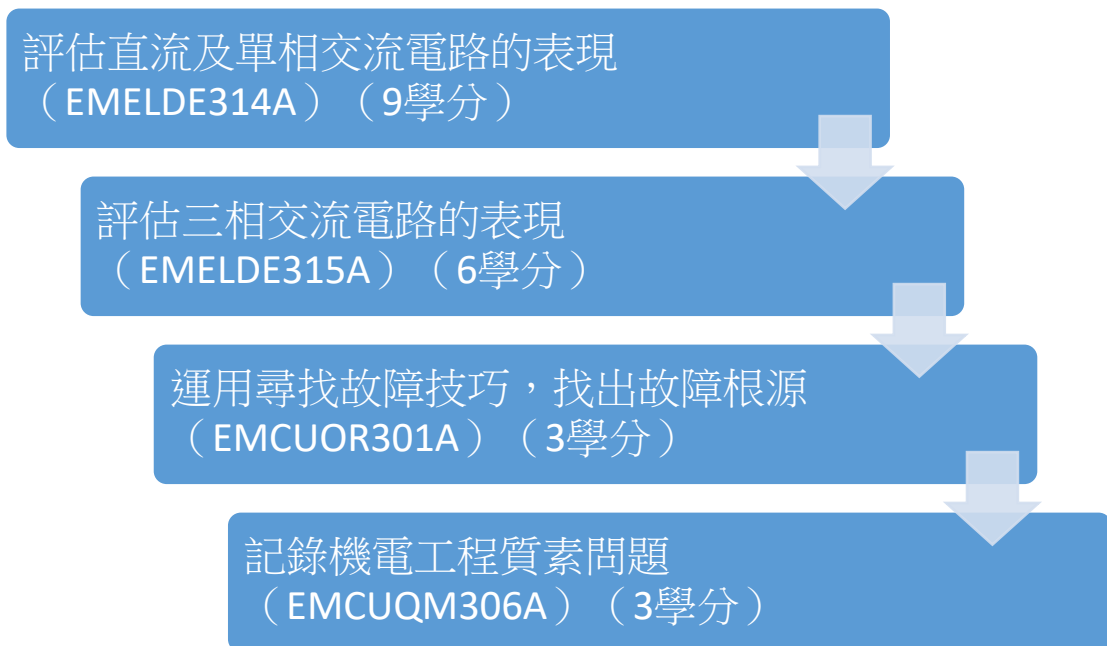 評估直流及單相交流電路的表現
（EMELDE314A）（9學分）
評估三相交流電路的表現
（EMELDE315A）（6學分）
運用尋找故障技巧，找出故障根源
（EMCUOR301A）（3學分）
記錄機電工程質素問題
（EMCUQM306A）（3學分）